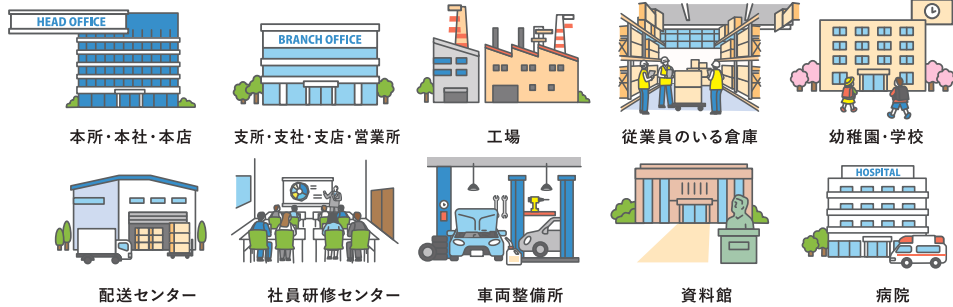 HEAD OFFICE
BRANCH OFFICE
本所・本社・本店
支所・支社・支店・営業所
工場
従業員のいる倉庫
幼稚園・学校
HOSPITAL
配送センター
社員研修センター
車両整備所
資料館
病院